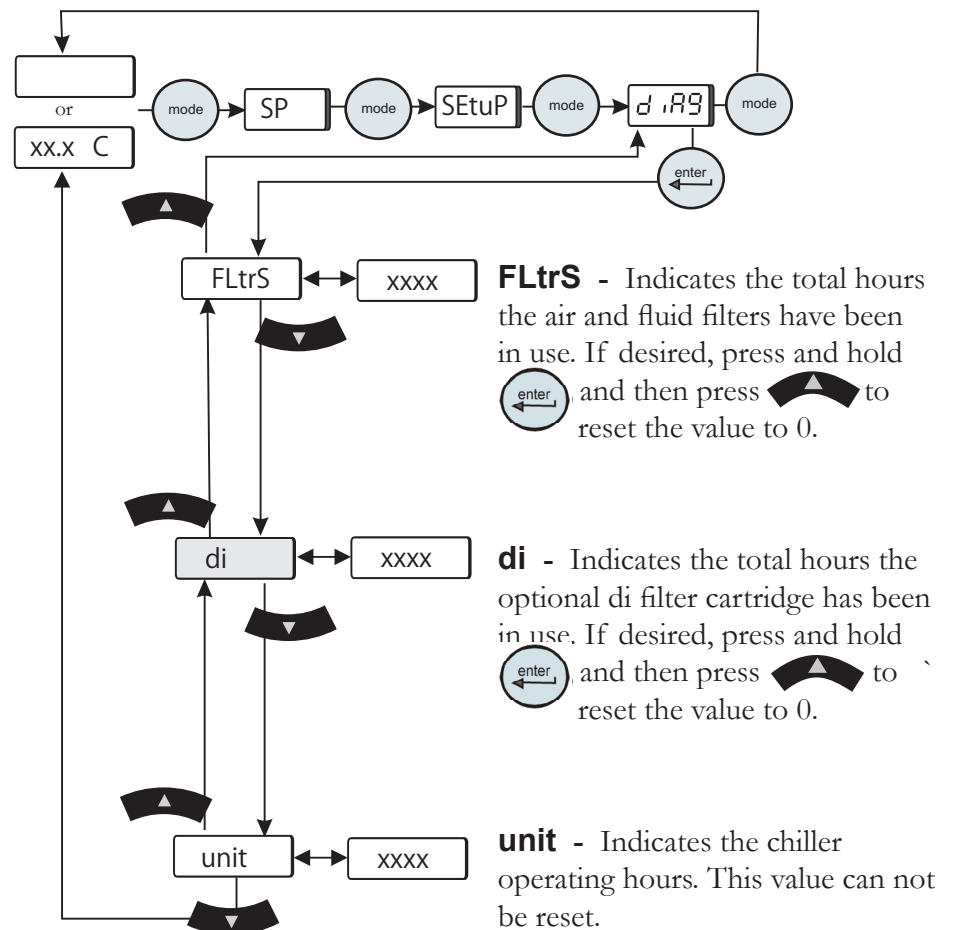 or
mode
SP
mode
SEtuP
mode
diAg
mode
xx.x C
enter
FLtrS
xxxx
FLtrS - Indicates the total hours
the air and fluid filters have been
in use. If desired, press and hold
enter and then press to
reset the value to 0.
di
xxxx
di - Indicates the total hours the
optional di filter cartridge has been
in use. If desired, press and hold
enter and then press to `
reset the value to 0.
unit
xxxx
unit - Indicates the chiller
operating hours. This value can not
be reset.